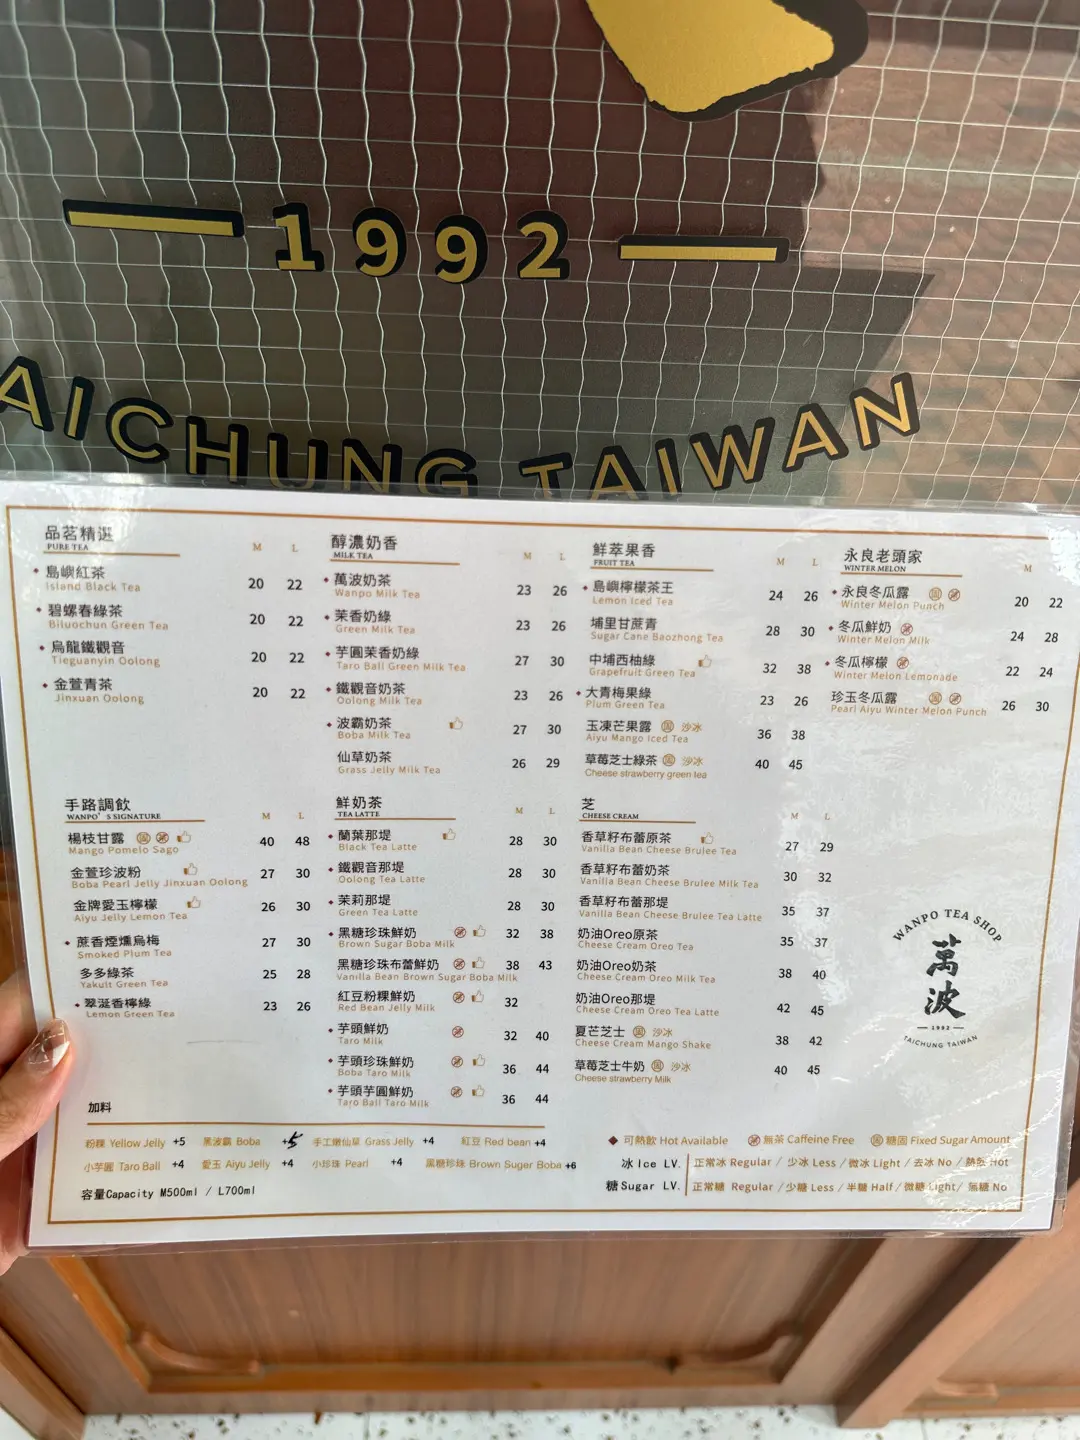 1992
AICHUNG TAIWAN
品茗精選
PURE TEA
M L
島嶼紅茶 20 22
Island Black Tea
碧螺春綠茶 20 22
Biluochun Green Tea
烏龍鐵觀音 20 22
Tieguanyin Oolong
金萱青茶 20 22
Jinxuan Oolong
醇濃奶香
MILK TEA
M L
萬波奶茶 23 26
Wanpo Milk Tea
茉香奶綠 23 26
Green Milk Tea
芋圓茉香奶綠 27 30
Taro Ball Green Milk Tea
鐵觀音奶茶 23 26
Oolong Milk Tea
波霸奶茶 27 30
Boba Milk Tea
仙草奶茶 26 29
Grass Jelly Milk Tea
鮮萃果香
FRUIT TEA
M L
島嶼檸檬茶王 24 26
Lemon Iced Tea
埔里甘蔗青 28 30
Sugar Cane Baozhong Tea
中埔西柚綠 32 38
Grapefruit Green Tea
大青梅果綠 23 26
Plum Green Tea
玉凍芒果露 固 沙冰 36 38
Aiyu Mango Iced Tea
草莓芝士綠茶 固 沙冰 40 45
Cheese strawberry green tea
永良老頭家
WINTER MELON
M L
永良冬瓜露 固 20 22
Winter Melon Punch
冬瓜鮮奶 24 28
Winter Melon Milk
冬瓜檸檬 22 24
Winter Melon Lemonade
珍玉冬瓜露 固 26 30
Pearl Aiyu Winter Melon Punch
手路調飲
WANPO'S SIGNATURE
M L
楊枝甘露 固 40 48
Mango Pomelo Sago
金萱珍波粉 27 30
Boba Pearl Jelly Jinxuan Oolong
金牌愛玉檸檬 26 30
Aiyu Jelly Lemon Tea
蔗香煙燻烏梅 27 30
Smoked Plum Tea
多多綠茶 25 28
Yakult Green Tea
翠涎香檸綠 23 26
Lemon Green Tea
鮮奶茶
TEA LATTE
M L
蘭葉那堤 28 30
Black Tea Latte
鐵觀音那堤 28 30
Oolong Tea Latte
茉莉那堤 28 30
Green Tea Latte
黑糖珍珠鮮奶 32 38
Brown Sugar Boba Milk
黑糖珍珠布蕾鮮奶 38 43
Vanilla Bean Brown Sugar Boba Milk
紅豆粉粿鮮奶 32
Red Bean Jelly Milk
芋頭鮮奶 32 40
Taro Milk
芋頭珍珠鮮奶 36 44
Boba Taro Milk
芋頭芋圓鮮奶 36 44
Taro Ball Taro Milk
芝
CHEESE CREAM
M L
香草籽布蕾原茶 27 29
Vanilla Bean Cheese Brulee Tea
香草籽布蕾奶茶 30 32
Vanilla Bean Cheese Brulee Milk Tea
香草籽布蕾那堤 35 37
Vanilla Bean Cheese Brulee Tea Latte
奶油Oreo原茶 35 37
Cheese Cream Oreo Tea
奶油Oreo奶茶 38 40
Cheese Cream Oreo Milk Tea
奶油Oreo那堤 42 45
Cheese Cream Oreo Tea Latte
夏芒芝士 固 沙冰 38 42
Cheese Cream Mango Shake
草莓芝士牛奶 固 沙冰 40 45
Cheese strawberry Milk
WANPO TEA SHOP
萬波
1992
TAICHUNG TAIWAN
加料
粉粿 Yellow Jelly +5 黑波霸 Boba +5 手工嫩仙草 Grass Jelly +4 紅豆 Red bean +4
小芋圓 Taro Ball +4 愛玉 Aiyu Jelly +4 小珍珠 Pearl +4 黑糖珍珠 Brown Suger Boba +6
容量Capacity M500ml / L700ml
可熱飲 Hot Available 無茶 Caffeine Free 固 糖固 Fixed Sugar Amount
冰 Ice LV. 正常冰 Regular / 少冰 Less / 微冰 Light / 去冰 No / 熱飲 Hot
糖 Sugar LV. 正常糖 Regular / 少糖 Less / 半糖 Half / 微糖 Light / 無糖 No